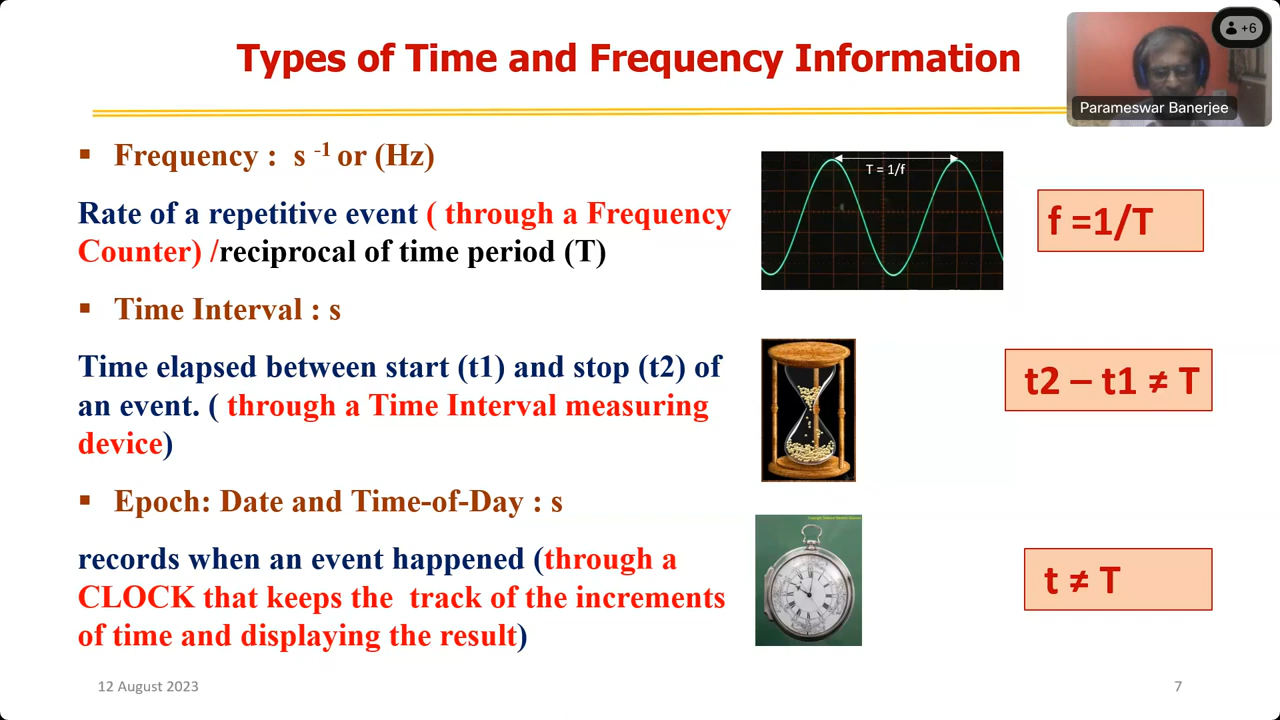 Types of Time and Frequency Information
+6
Parameswar Banerjee
▪ Frequency : s -1 or (Hz)
T = 1/f
f =1/T
Rate of a repetitive event ( through a Frequency
Counter) /reciprocal of time period (T)
▪ Time Interval : s
Time elapsed between start (t1) and stop (t2) of
an event. ( through a Time Interval measuring
device)
t2 – t1 ≠ T
▪ Epoch: Date and Time-of-Day : s
records when an event happened (through a
CLOCK that keeps the track of the increments
of time and displaying the result)
t ≠ T
12 August 2023
7